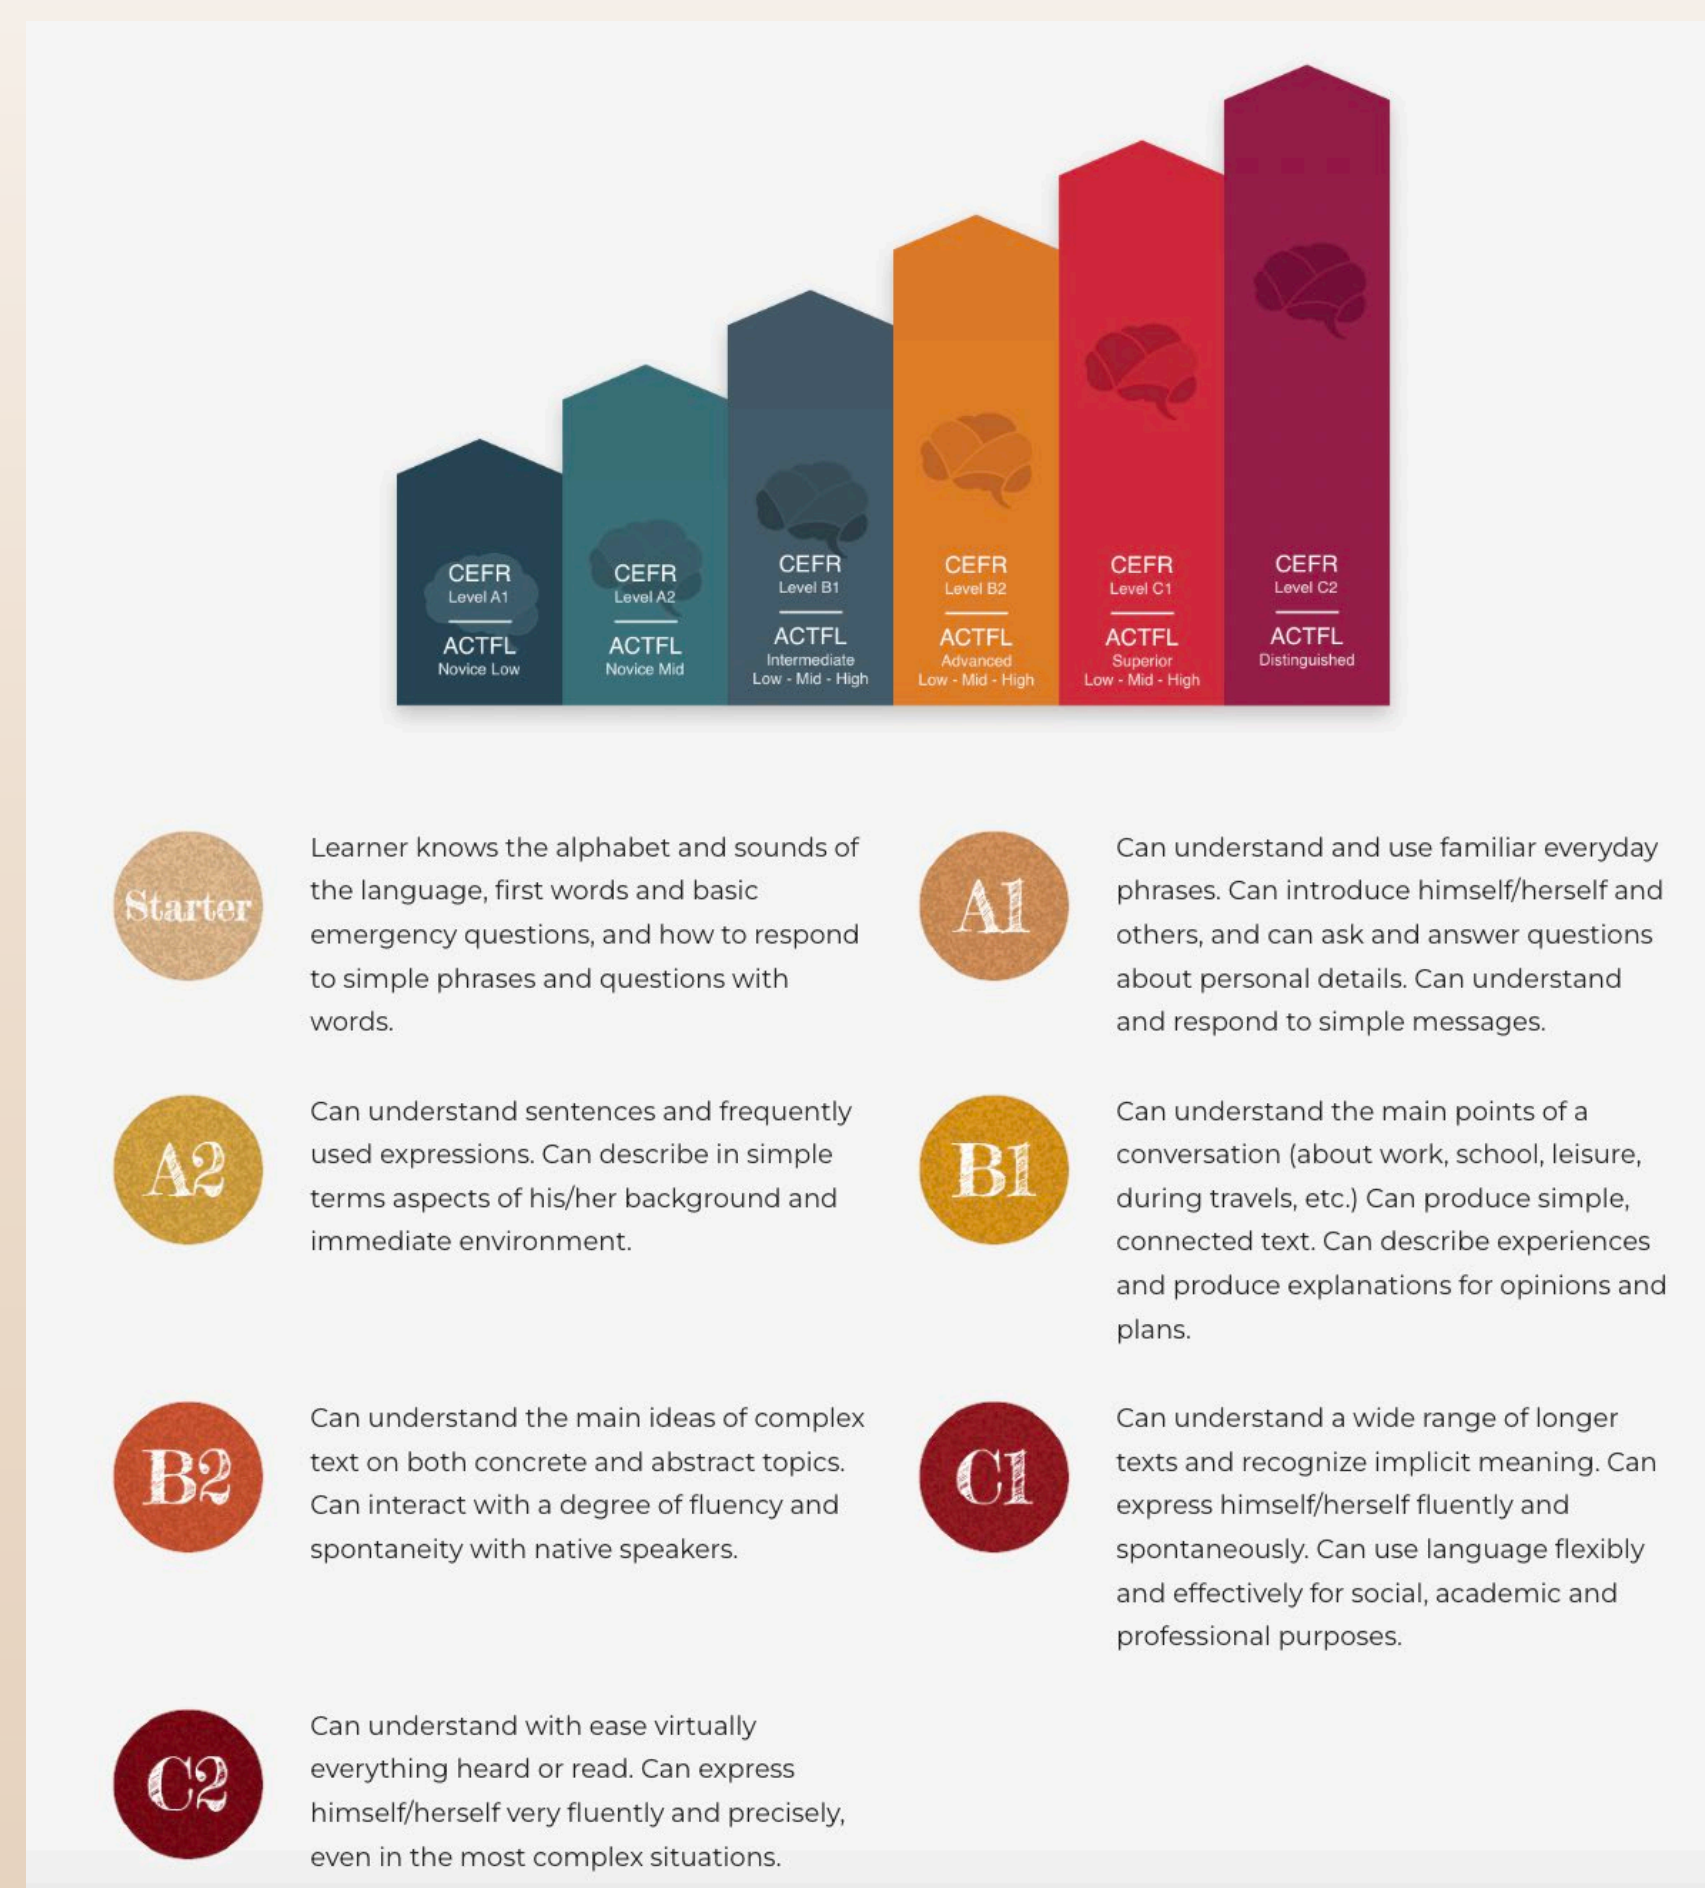 CEFR
Level A1
ACTFL
Novice Low
CEFR
Level A2
ACTFL
Novice Mid
CEFR
Level B1
ACTFL
Intermediate
Low - Mid - High
CEFR
Level B2
ACTFL
Advanced
Low - Mid - High
CEFR
Level C1
ACTFL
Superior
Low - Mid - High
CEFR
Level C2
ACTFL
Distinguished
Starter
Learner knows the alphabet and sounds of
the language, first words and basic
emergency questions, and how to respond
to simple phrases and questions with
words.
A1
Can understand and use familiar everyday
phrases. Can introduce himself/herself and
others, and can ask and answer questions
about personal details. Can understand
and respond to simple messages.
A2
Can understand sentences and frequently
used expressions. Can describe in simple
terms aspects of his/her background and
immediate environment.
B1
Can understand the main points of a
conversation (about work, school, leisure,
during travels, etc.) Can produce simple,
connected text. Can describe experiences
and produce explanations for opinions and
plans.
B2
Can understand the main ideas of complex
text on both concrete and abstract topics.
Can interact with a degree of fluency and
spontaneity with native speakers.
C1
Can understand a wide range of longer
texts and recognize implicit meaning. Can
express himself/herself fluently and
spontaneously. Can use language flexibly
and effectively for social, academic and
professional purposes.
C2
Can understand with ease virtually
everything heard or read. Can express
himself/herself very fluently and precisely,
even in the most complex situations.